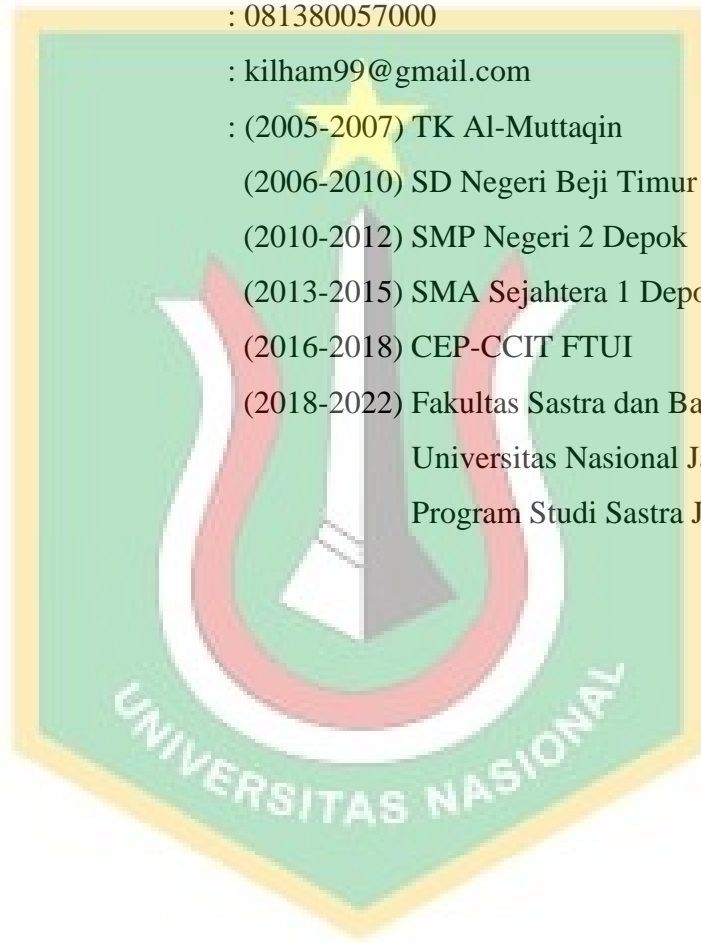 : 081380057000
: kilham99@gmail.com
: (2005-2007) TK Al-Muttaqin
(2006-2010) SD Negeri Beji Timur
(2010-2012) SMP Negeri 2 Depok
(2013-2015) SMA Sejahtera 1
(2016-2018) CEP-CCIT FTUI
(2018-2022) Fakultas Sastra dan
Universitas Nasional
Program Studi Sastra
UNIVERSITAS NASIONAL